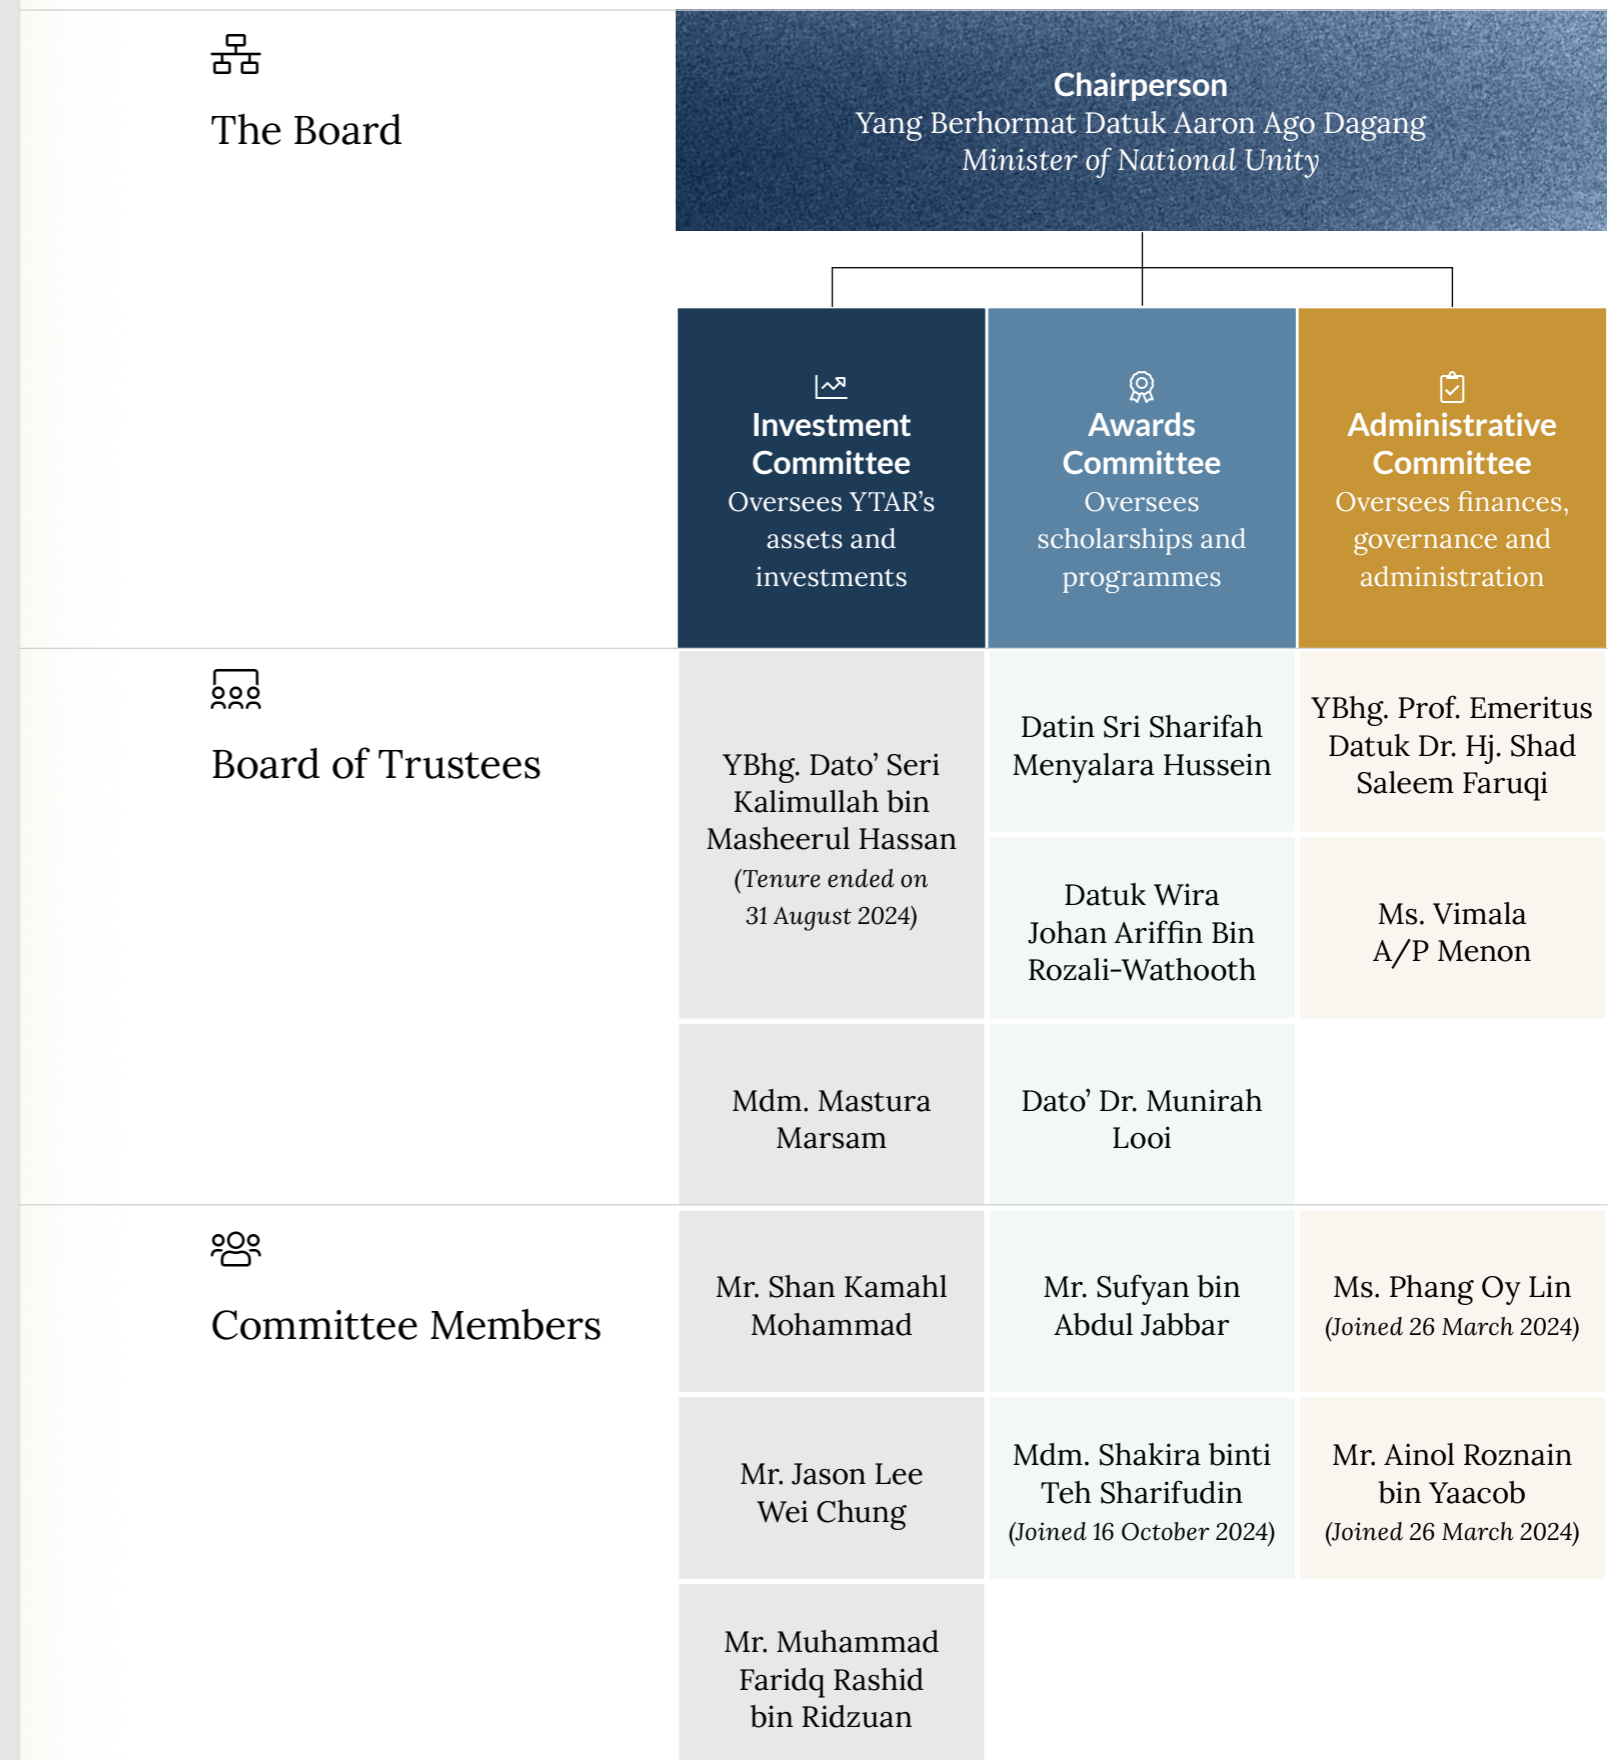 The Board
Chairperson
Yang Berhormat Datuk Aaron Ago Dagang
Minister of National Unity
Investment
Committee
Oversees YTAR’s
assets and
investments
Awards
Committee
Oversees
scholarships and
programmes
Administrative
Committee
Oversees finances,
governance and
administration
Board of Trustees
YBhg. Dato’ Seri
Kalimullah bin
Masheerul Hassan
(Tenure ended on
31 August 2024)
Mdm. Mastura
Marsam
Datin Sri Sharifah
Menyalara Hussein
Datuk Wira
Johan Ariffin Bin
Rozali-Wathooth
Dato’ Dr. Munirah
Looi
YBhg. Prof. Emeritus
Datuk Dr. Hj. Shad
Saleem Faruqi
Ms. Vimala
A/P Menon
Committee Members
Mr. Shan Kamahl
Mohammad
Mr. Jason Lee
Wei Chung
Mr. Muhammad
Faridq Rashid
bin Ridzuan
Mr. Sufyan bin
Abdul Jabbar
Mdm. Shakira binti
Teh Sharifudin
(Joined 16 October 2024)
Ms. Phang Oy Lin
(Joined 26 March 2024)
Mr. Ainol Roznain
bin Yaacob
(Joined 26 March 2024)